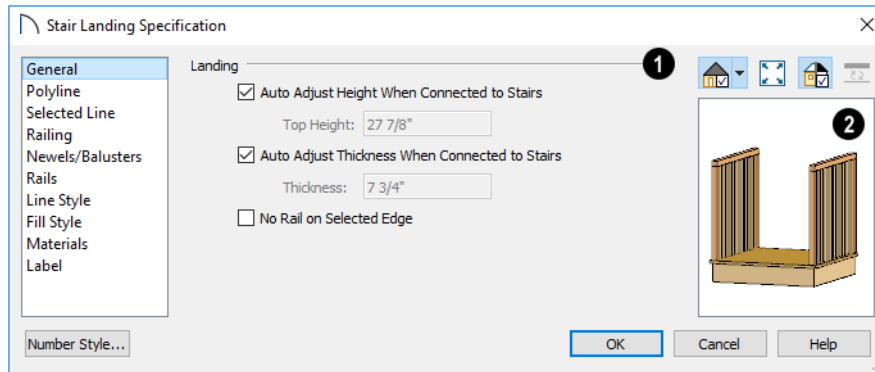 Stair Landing Specification
General
Polyline
Selected Line
Railing
Newels/Balusters
Rails
Line Style
Fill Style
Materials
Label
Landing
1
Auto Adjust Height When Connected to Stairs
Top Height: 27 7/8"
Auto Adjust Thickness When Connected to Stairs
Thickness: 7 3/4"
No Rail on Selected Edge
2
Number Style...
OK
Cancel
Help